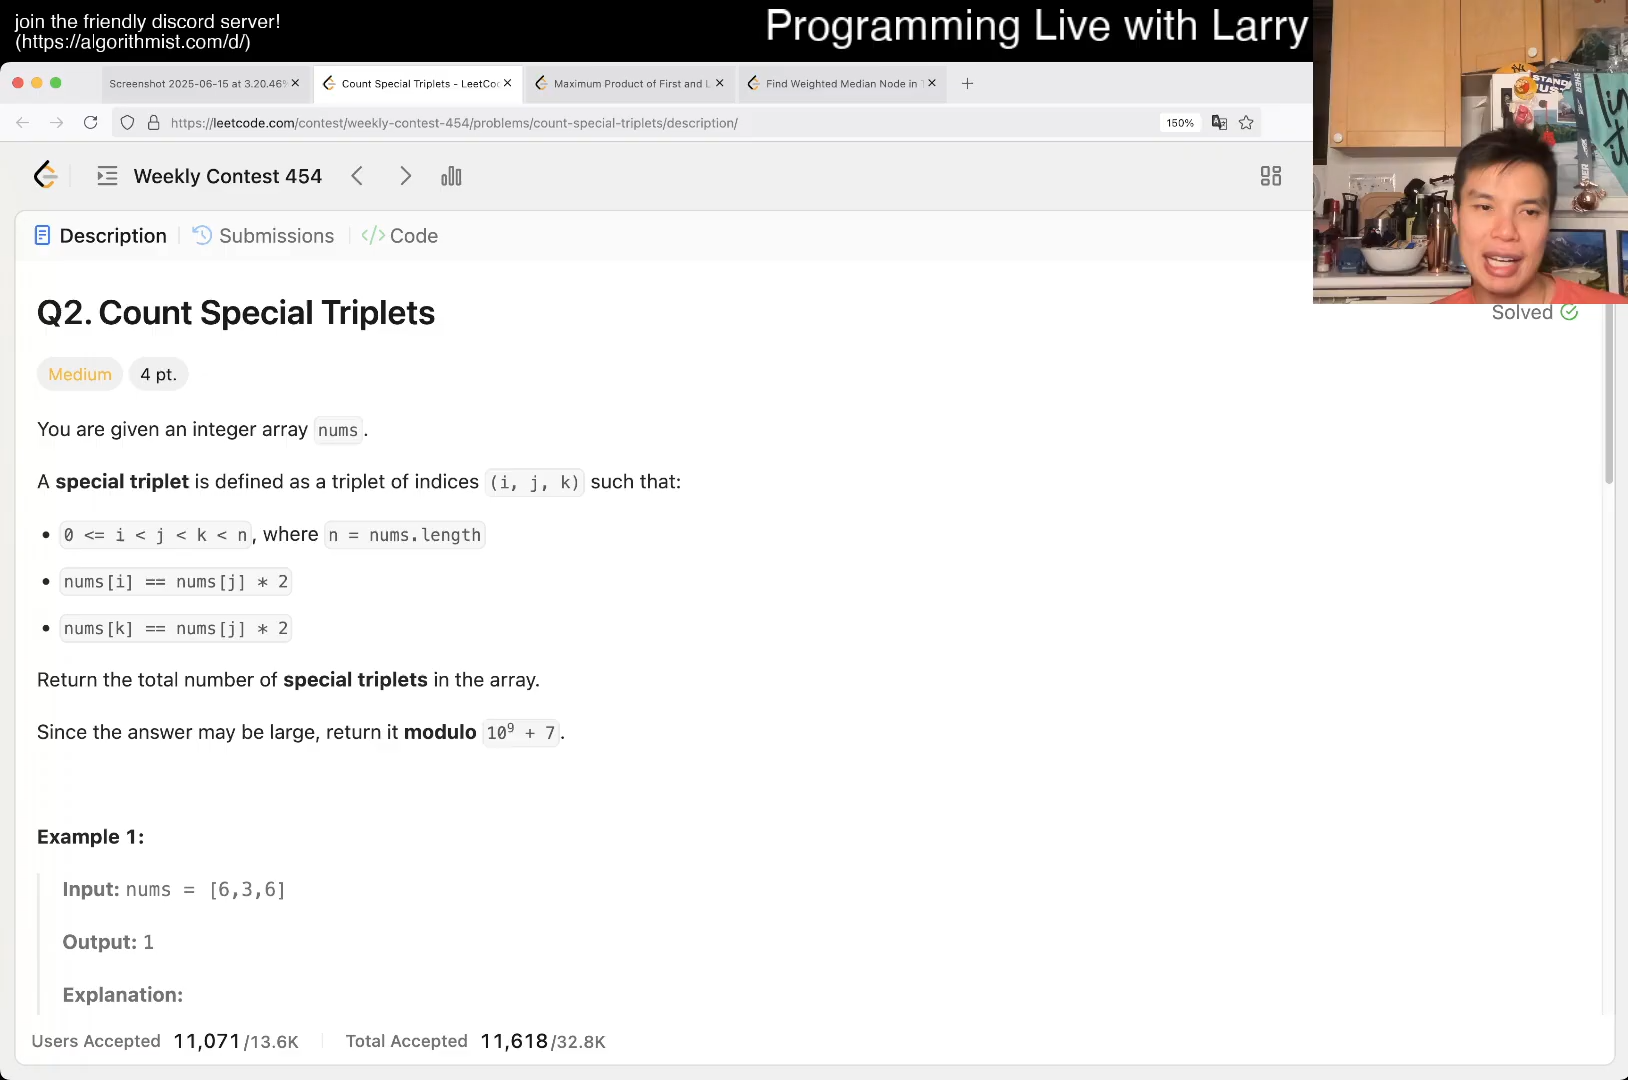 join the friendly discord server!
(https://algorithmist.com/d/)
Programming Live with Larry
Screenshot 2025-06-15 at 3.20.46
Count Special Triplets - LeetCo
Maximum Product of First and L
Find Weighted Median Node in
https://leetcode.com/contest/weekly-contest-454/problems/count-special-triplets/description/
150%
Weekly Contest 454
Description
Submissions
</> Code
Q2. Count Special Triplets
Solved
Medium
4 pt.
You are given an integer array nums.
A special triplet is defined as a triplet of indices (i, j, k) such that:
• 0 <= i < j < k < n, where n = nums.length
• nums[i] == nums[j] * 2
• nums[k] == nums[j] * 2
Return the total number of special triplets in the array.
Since the answer may be large, return it modulo 10⁹ + 7.
Example 1:
Input: nums = [6,3,6]
Output: 1
Explanation:
Users Accepted 11,071/13.6K
Total Accepted 11,618/32.8K